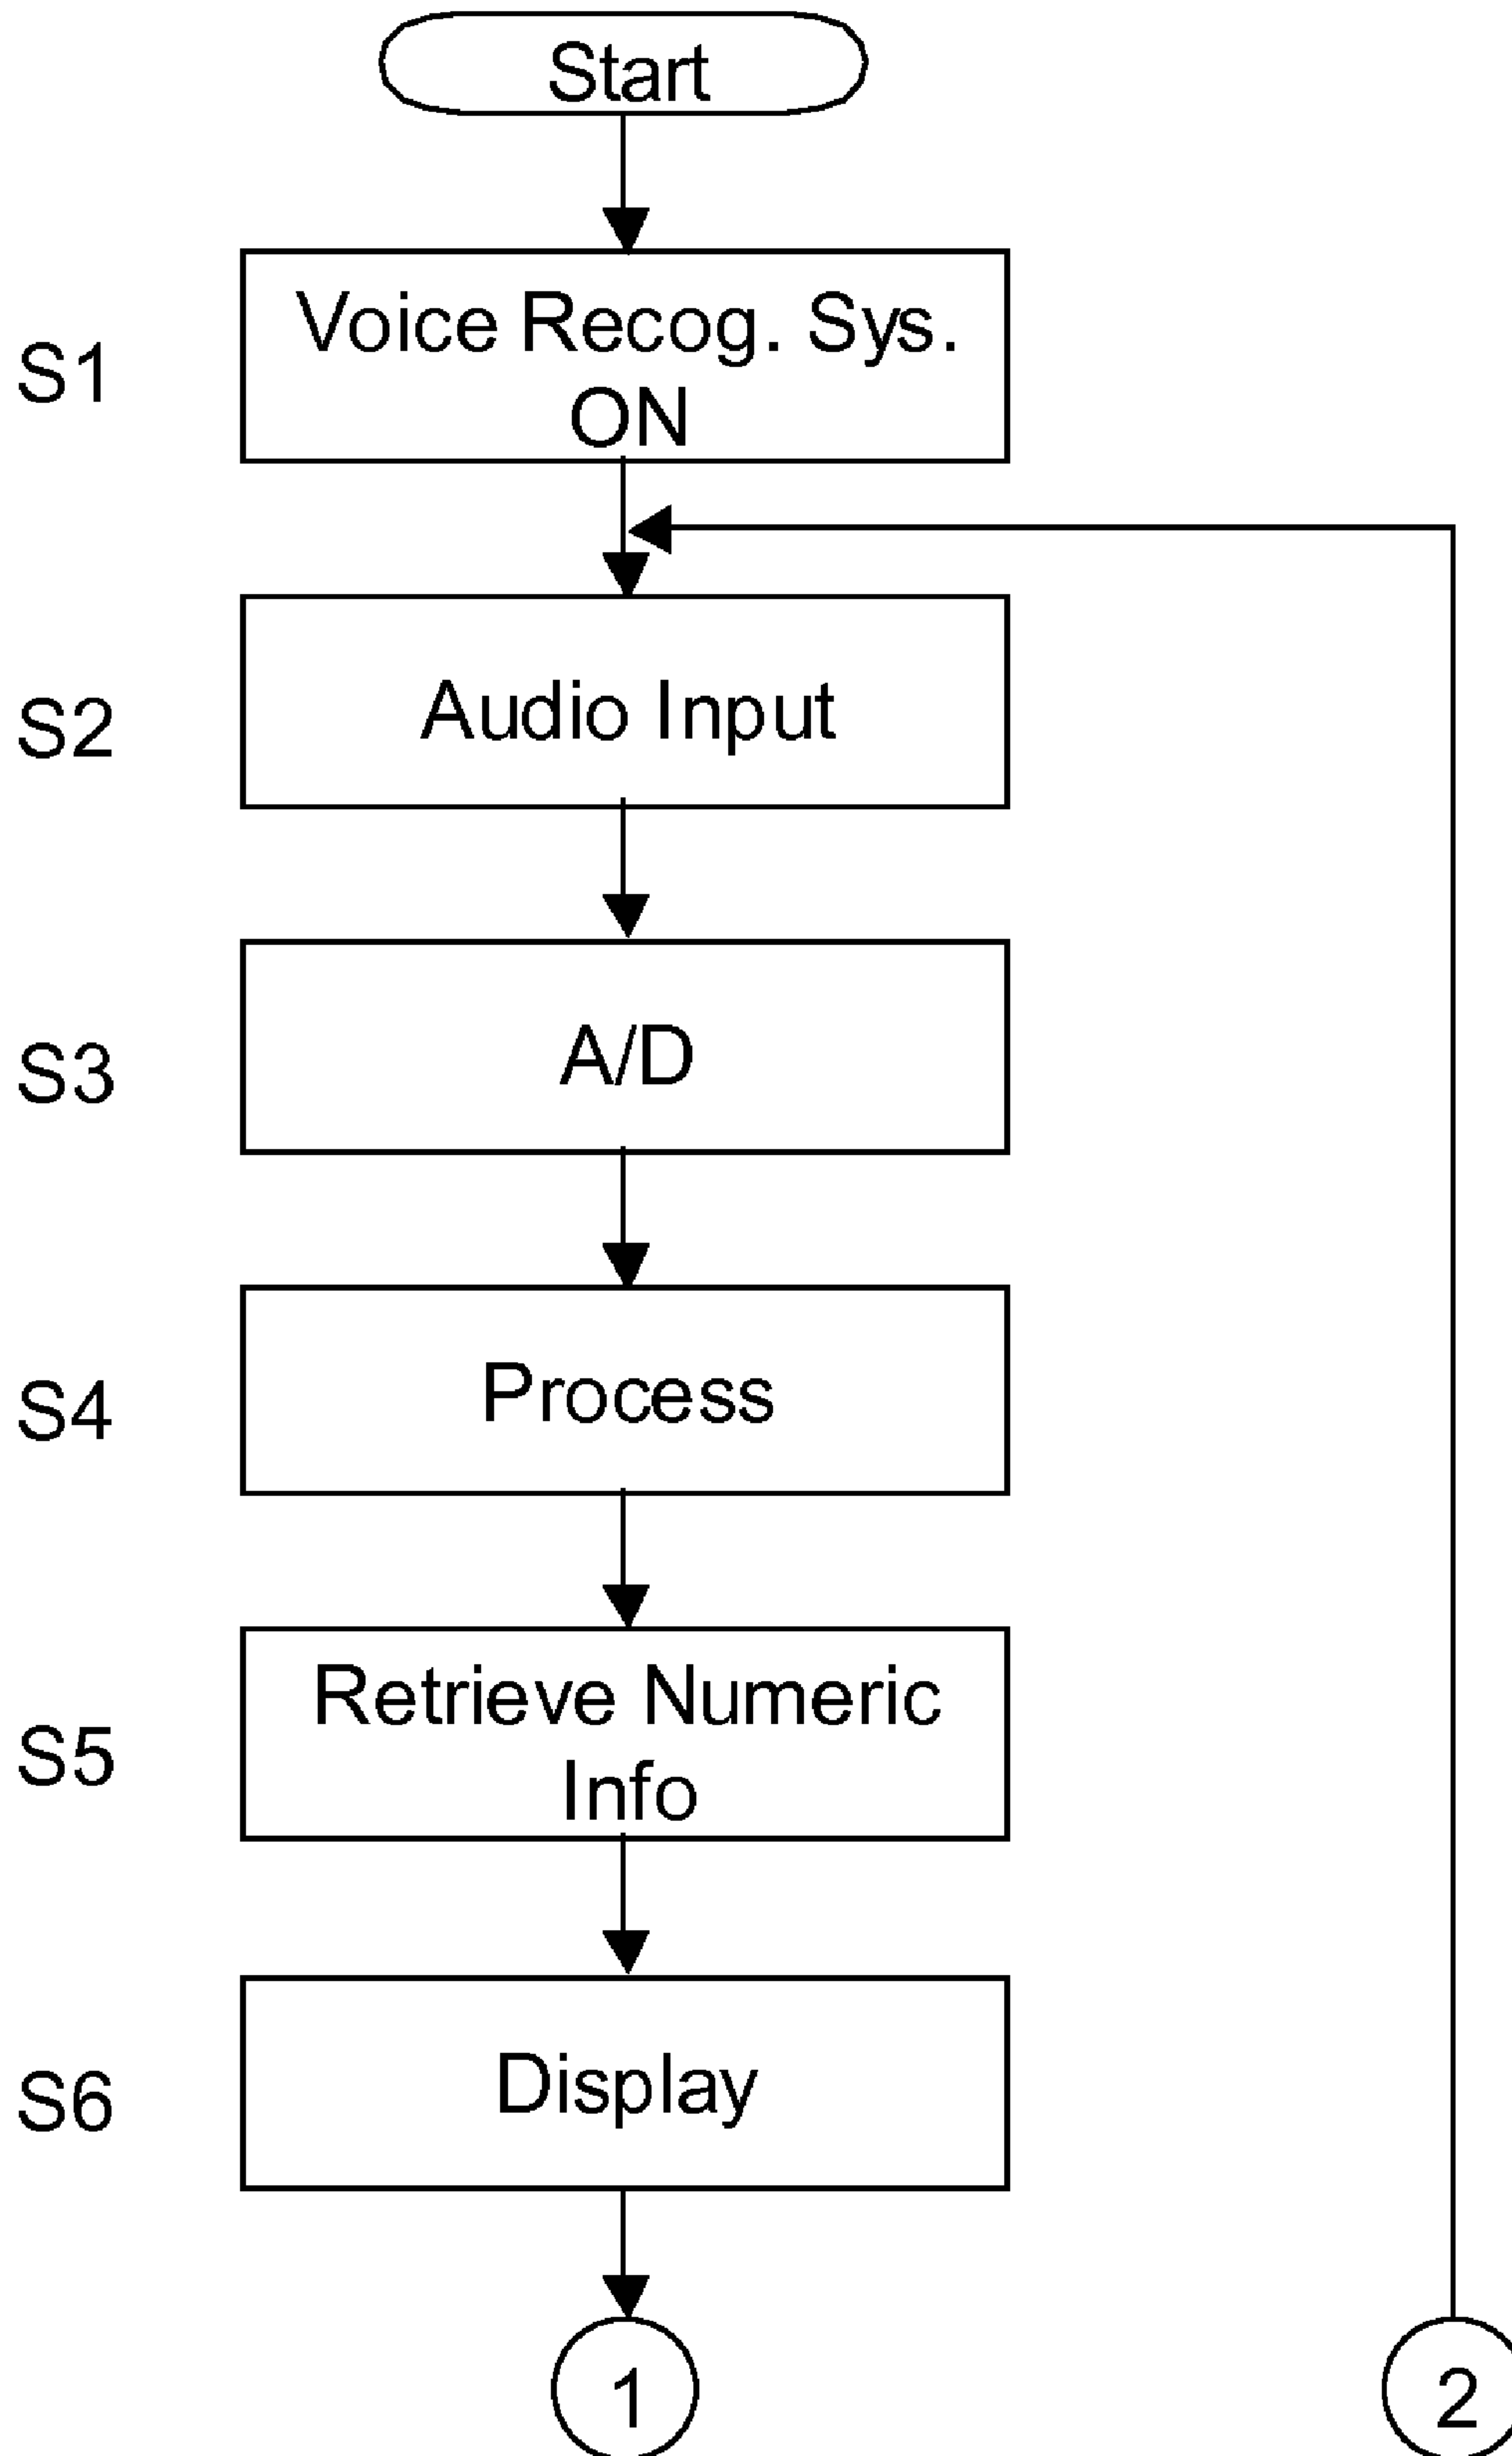 Start
S1
Voice Recog. Sys.
ON
S2
Audio Input
S3
A/D
S4
Process
S5
Retrieve Numeric
Info
S6
Display
1
2